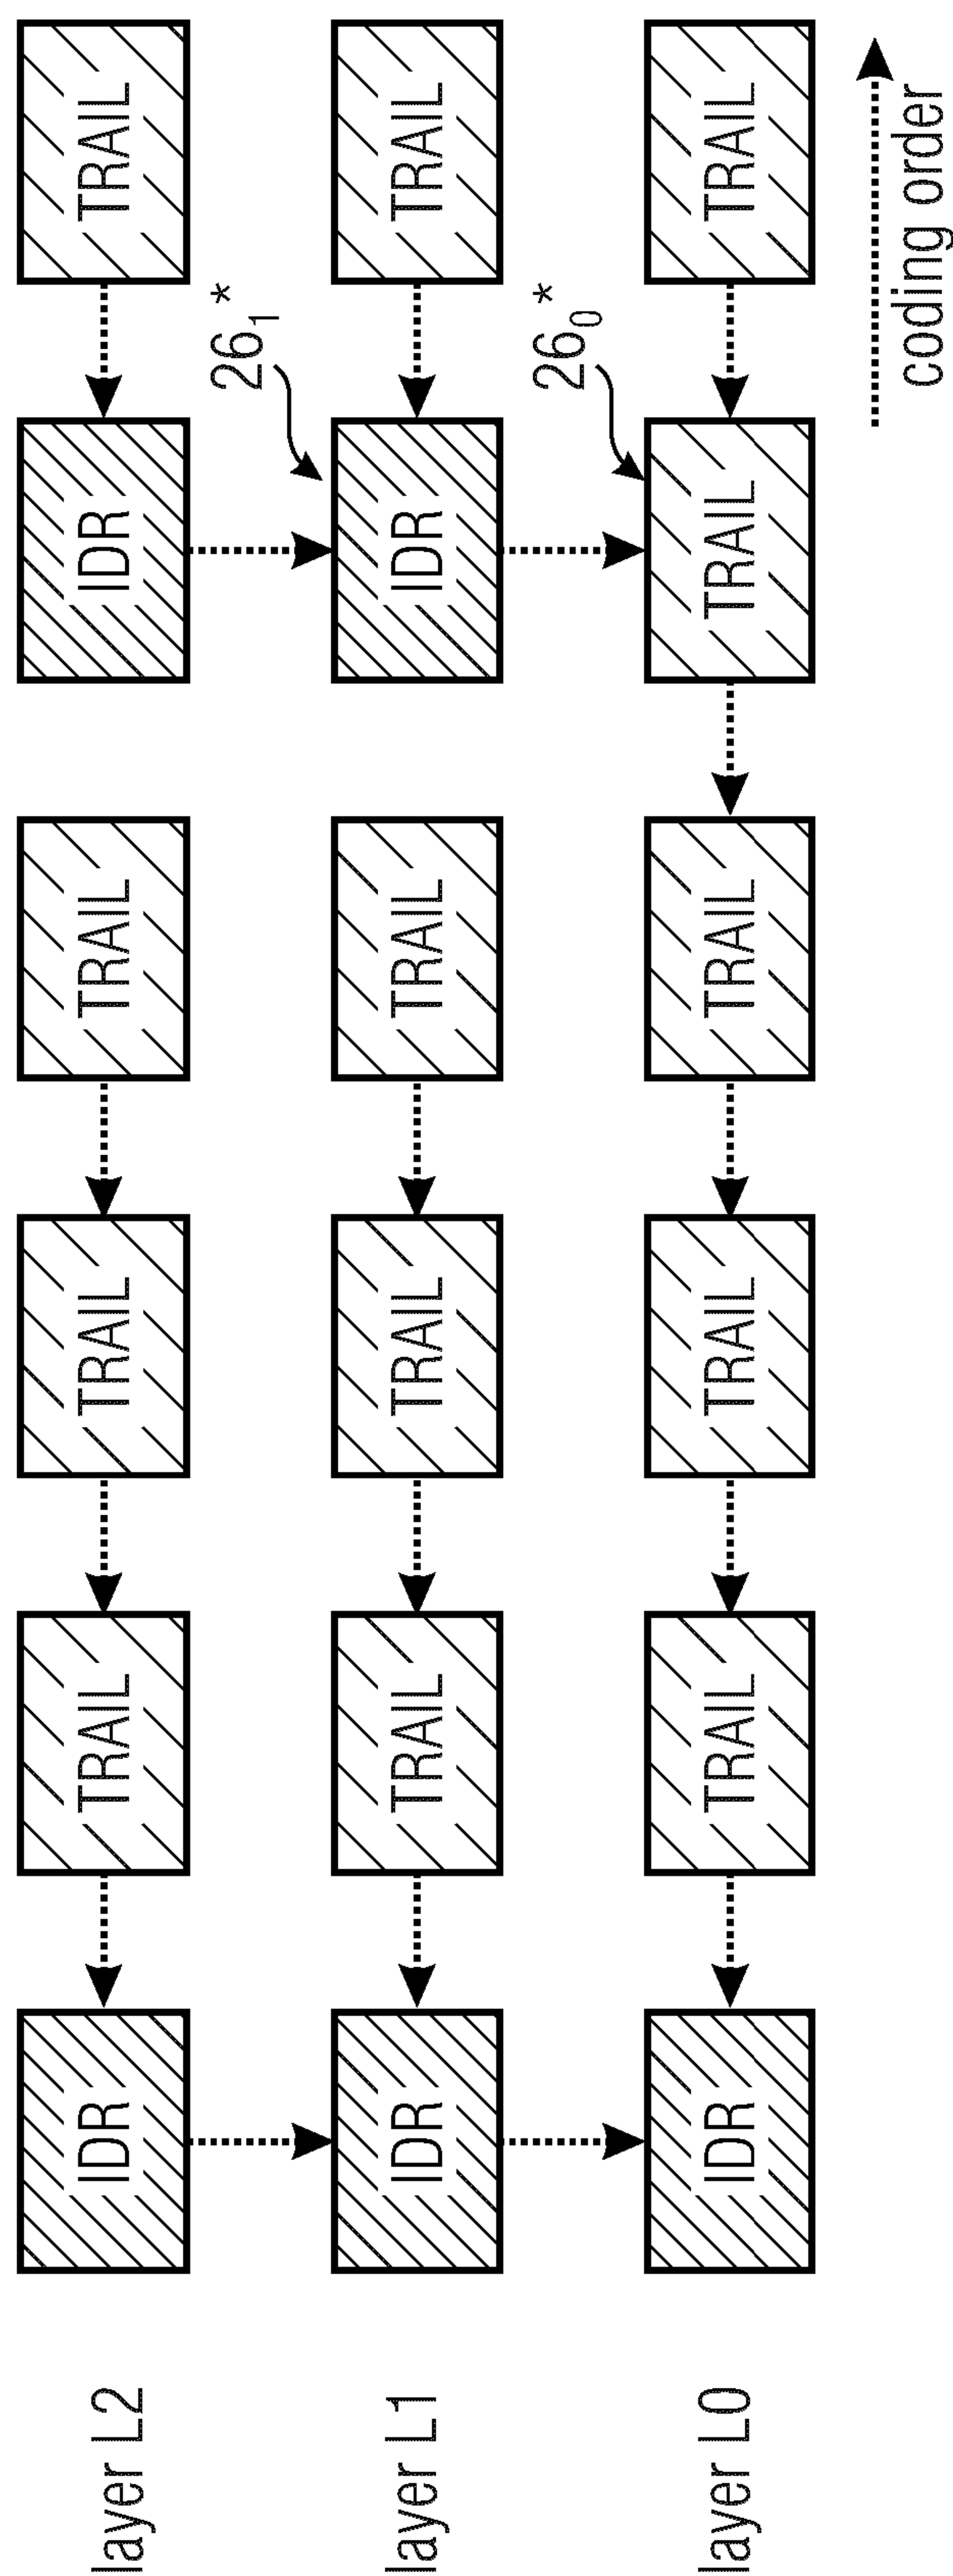 layer L2 IDR TRAIL TRAIL TRAIL IDR TRAIL
26₁*
layer L1 IDR TRAIL TRAIL TRAIL IDR TRAIL
26₀*
layer L0 IDR TRAIL TRAIL TRAIL TRAIL TRAIL
coding order